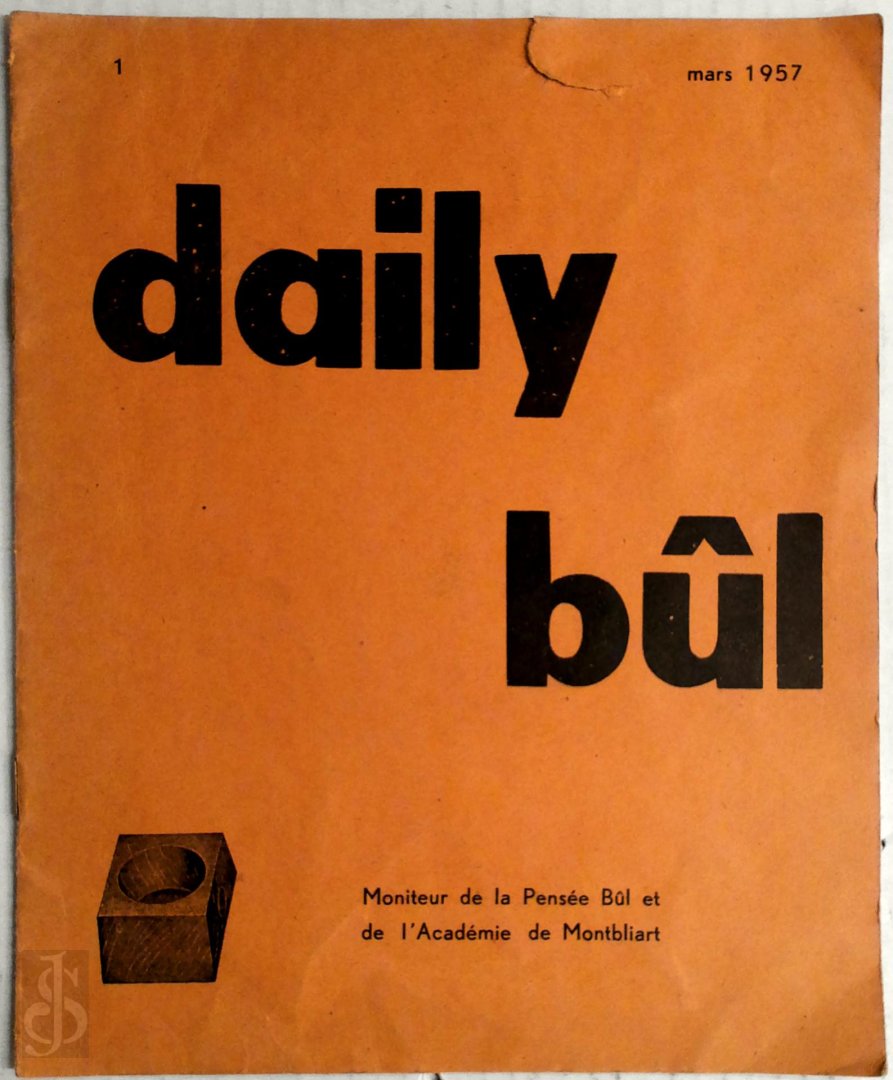 1
mars 1957
daily
bûl
Moniteur de la Pensée Bûl et
de l'Académie de Montbliart